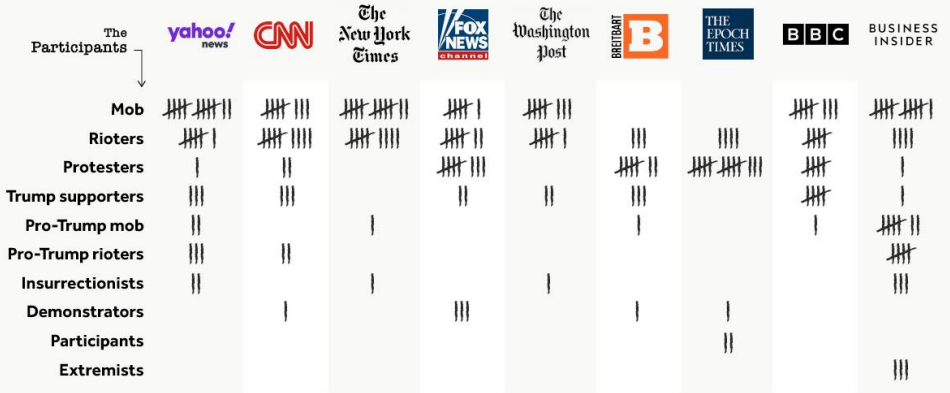 The
Participants
yahoo!
news
CNN
The
New York
Times
FOX
NEWS
channel
The
Washington
Post
BREITBART
B
THE
EPOCH
TIMES
BBC
BUSINESS
INSIDER
Mob
Rioters
Protesters
Trump supporters
Pro-Trump mob
Pro-Trump rioters
Insurrectionists
Demonstrators
Participants
Extremists